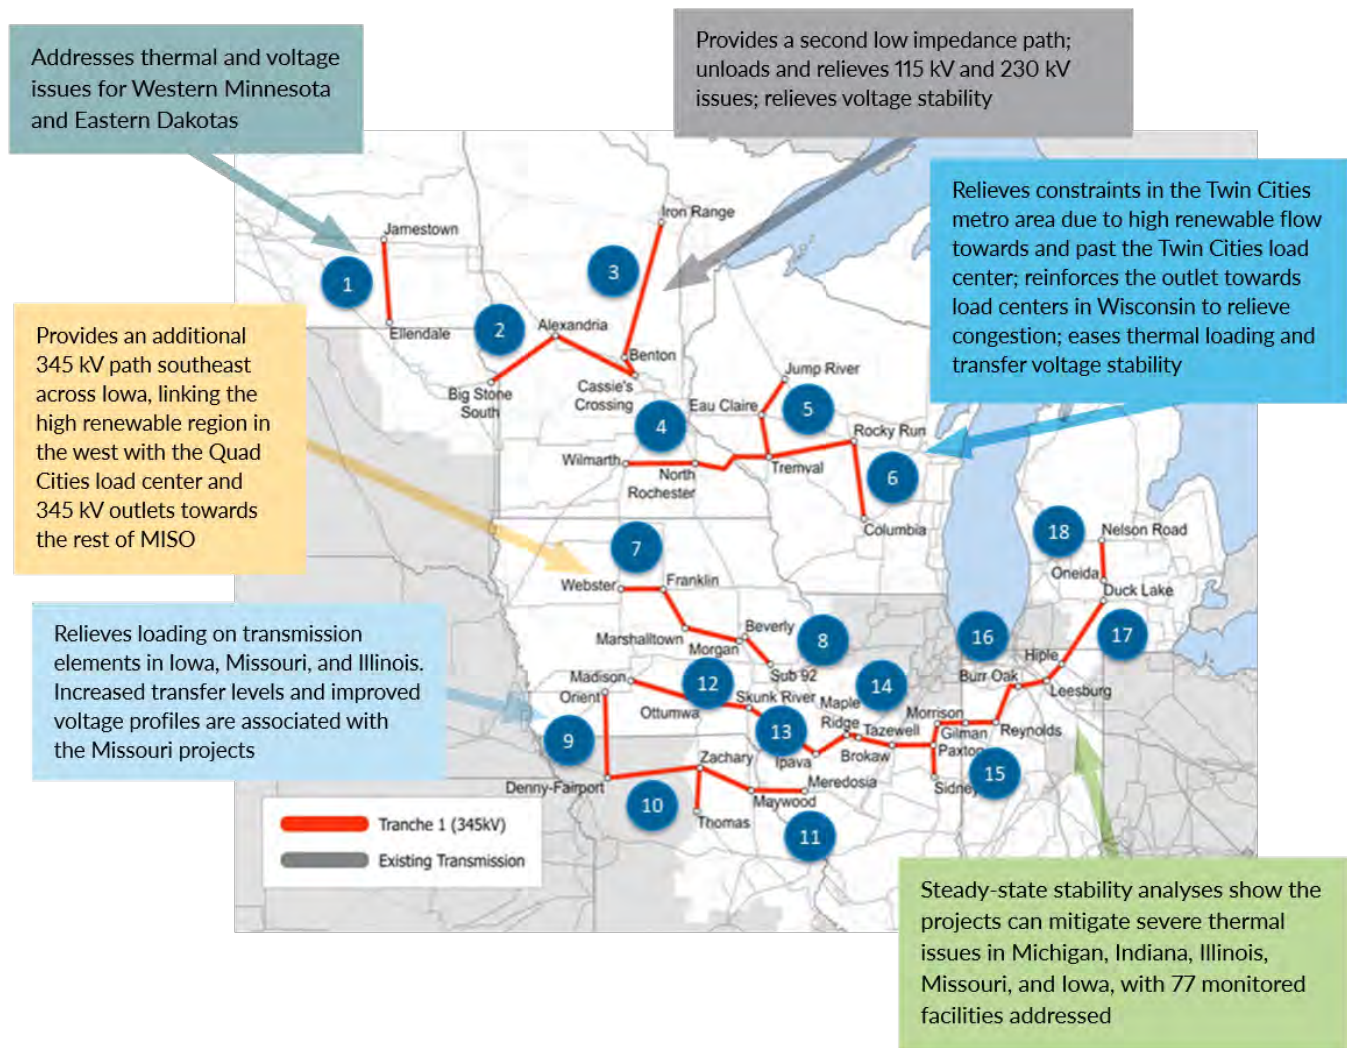 Addresses thermal and voltage
issues for Western Minnesota
and Eastern Dakotas
Provides a second low impedance path;
unloads and relieves 115 kV and 230 kV
issues; relieves voltage stability
Relieves constraints in the Twin Cities
metro area due to high renewable flow
towards and past the Twin Cities load
center; reinforces the outlet towards
load centers in Wisconsin to relieve
congestion; eases thermal loading and
transfer voltage stability
Provides an additional
345 kV path southeast
across Iowa, linking the
high renewable region in
the west with the Quad
Cities load center and
345 kV outlets towards
the rest of MISO
Relieves loading on transmission
elements in Iowa, Missouri, and Illinois.
Increased transfer levels and improved
voltage profiles are associated with
the Missouri projects
Steady-state stability analyses show the
projects can mitigate severe thermal
issues in Michigan, Indiana, Illinois,
Missouri, and Iowa, with 77 monitored
facilities addressed
Jamestown
1
Ellendale
2
Alexandria
Big Stone
South
3
Iron Range
Benton
Cassie's
Crossing
4
Wilmarth
North
Rochester
Tremval
Eau Claire
Jump River
5
Rocky Run
6
Columbia
7
Webster
Franklin
Marshalltown
Morgan
Beverly
8
Sub 92
Madison
Orient
9
Denny-Fairport
10
Zachary
Thomas
Maywood
Meredosia
11
12
Ottumwa
Skunk River
13
Ipava
Maple
Ridge
14
Tazewell
Brokaw
Paxton
Gilman
Morrison
Reynolds
15
Sidney
16
Burr Oak
Hiple
Leesburg
17
Duck Lake
18
Nelson Road
Oneida
Tranche 1 (345kV)
Existing Transmission